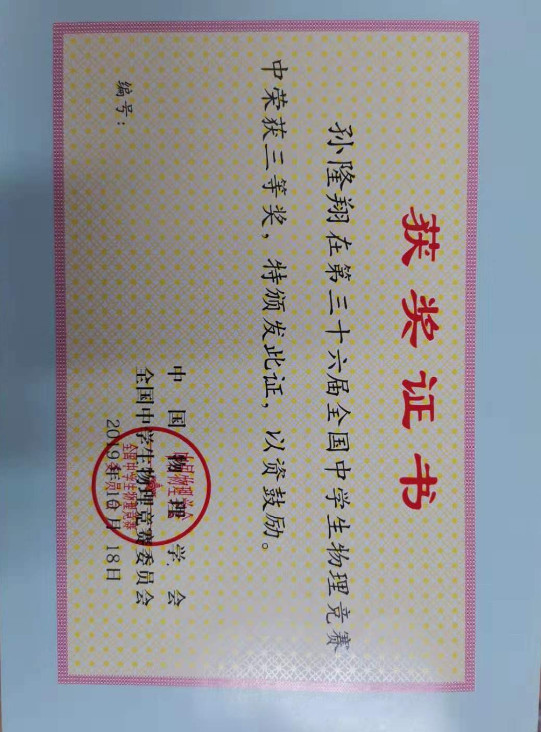 获奖证书
孙隆翔在第三十六届全国中学生物理竞赛
中荣获三等奖，特颁发此证，以资鼓励。
中国物理学会
全国中学生物理竞赛委员会
2019年10月18日
编号：